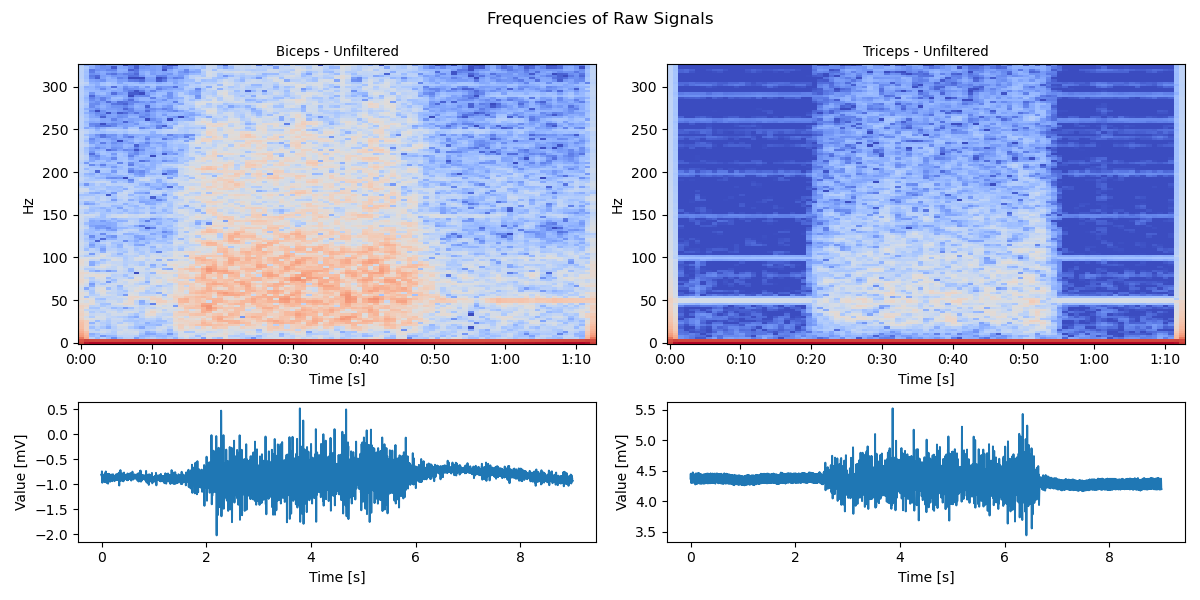 Frequencies of Raw Signals
Biceps - Unfiltered
Triceps - Unfiltered
300
250
200
150
100
50
0
Hz
0:00 0:10 0:20 0:30 0:40 0:50 1:00 1:10
Time [s]
300
250
200
150
100
50
0
Hz
0:00 0:10 0:20 0:30 0:40 0:50 1:00 1:10
Time [s]
0.5
0.0
−0.5
−1.0
−1.5
−2.0
Value [mV]
0 2 4 6 8
Time [s]
5.5
5.0
4.5
4.0
3.5
Value [mV]
0 2 4 6 8
Time [s]